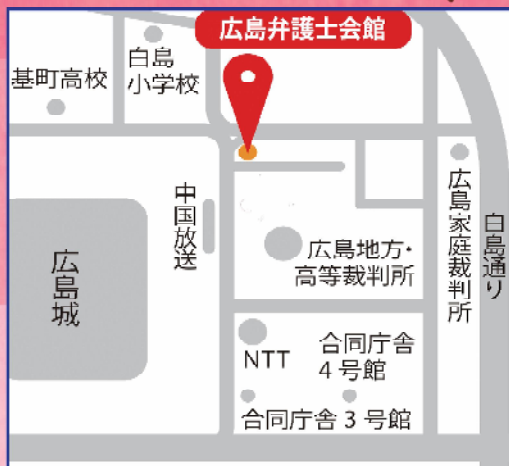 広島弁護士会館
白島
小学校
基町高校
中国放送
広島城
広島地方・
高等裁判所
広島家庭裁判所
白島通り
NTT
合同庁舎
4号館
合同庁舎3号館